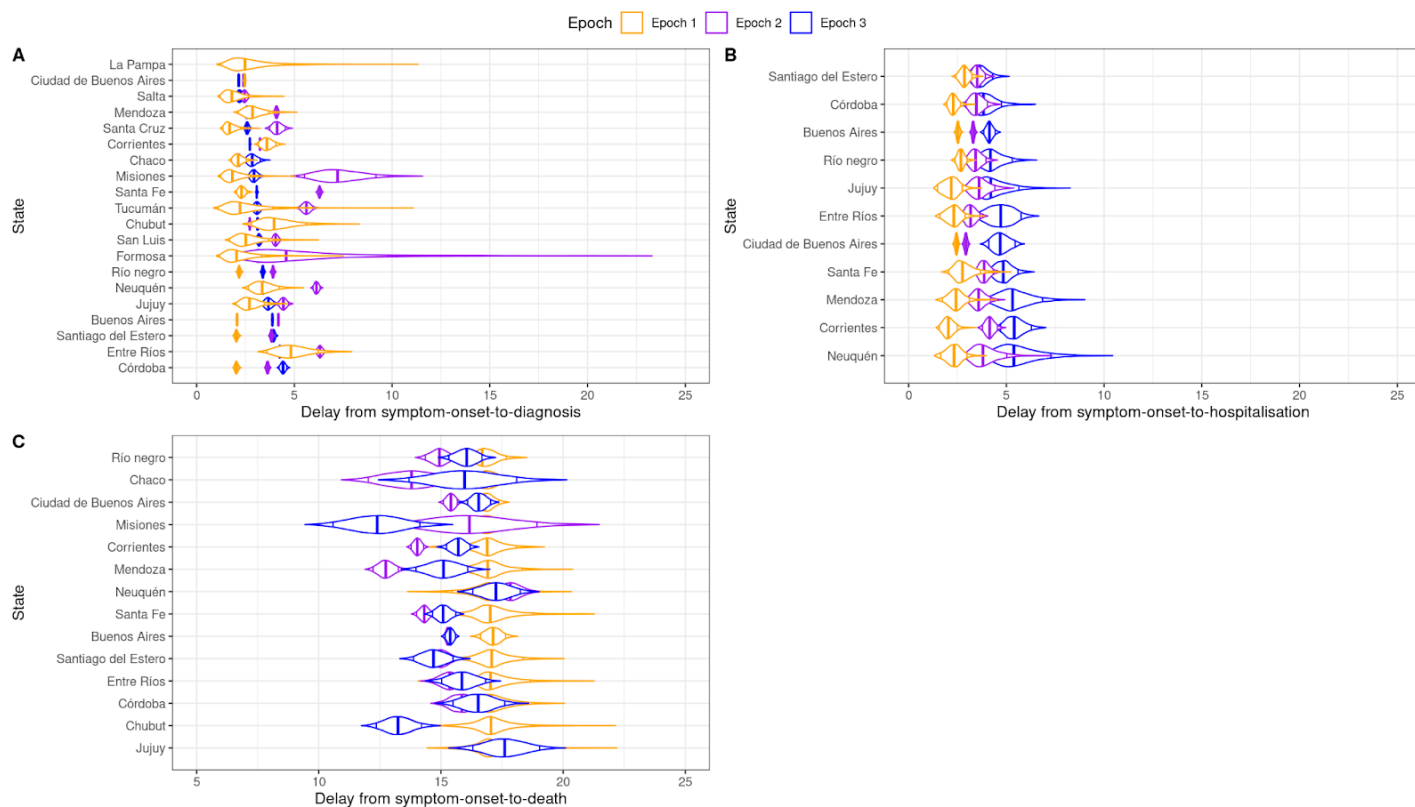 Epoch Epoch 1 Epoch 2 Epoch 3
A
State
La Pampa
Ciudad de Buenos Aires
Salta
Mendoza
Santa Cruz
Corrientes
Chaco
Misiones
Santa Fe
Tucumán
Chubut
San Luis
Formosa
Río negro
Neuquén
Jujuy
Buenos Aires
Santiago del Estero
Entre Ríos
Córdoba
0 5 10 15 20 25
Delay from symptom-onset-to-diagnosis
B
State
Santiago del Estero
Córdoba
Buenos Aires
Río negro
Jujuy
Entre Ríos
Ciudad de Buenos Aires
Santa Fe
Mendoza
Corrientes
Neuquén
0 5 10 15 20 25
Delay from symptom-onset-to-hospitalisation
C
State
Río negro
Chaco
Ciudad de Buenos Aires
Misiones
Corrientes
Mendoza
Neuquén
Santa Fe
Buenos Aires
Santiago del Estero
Entre Ríos
Córdoba
Chubut
Jujuy
5 10 15 20 25
Delay from symptom-onset-to-death